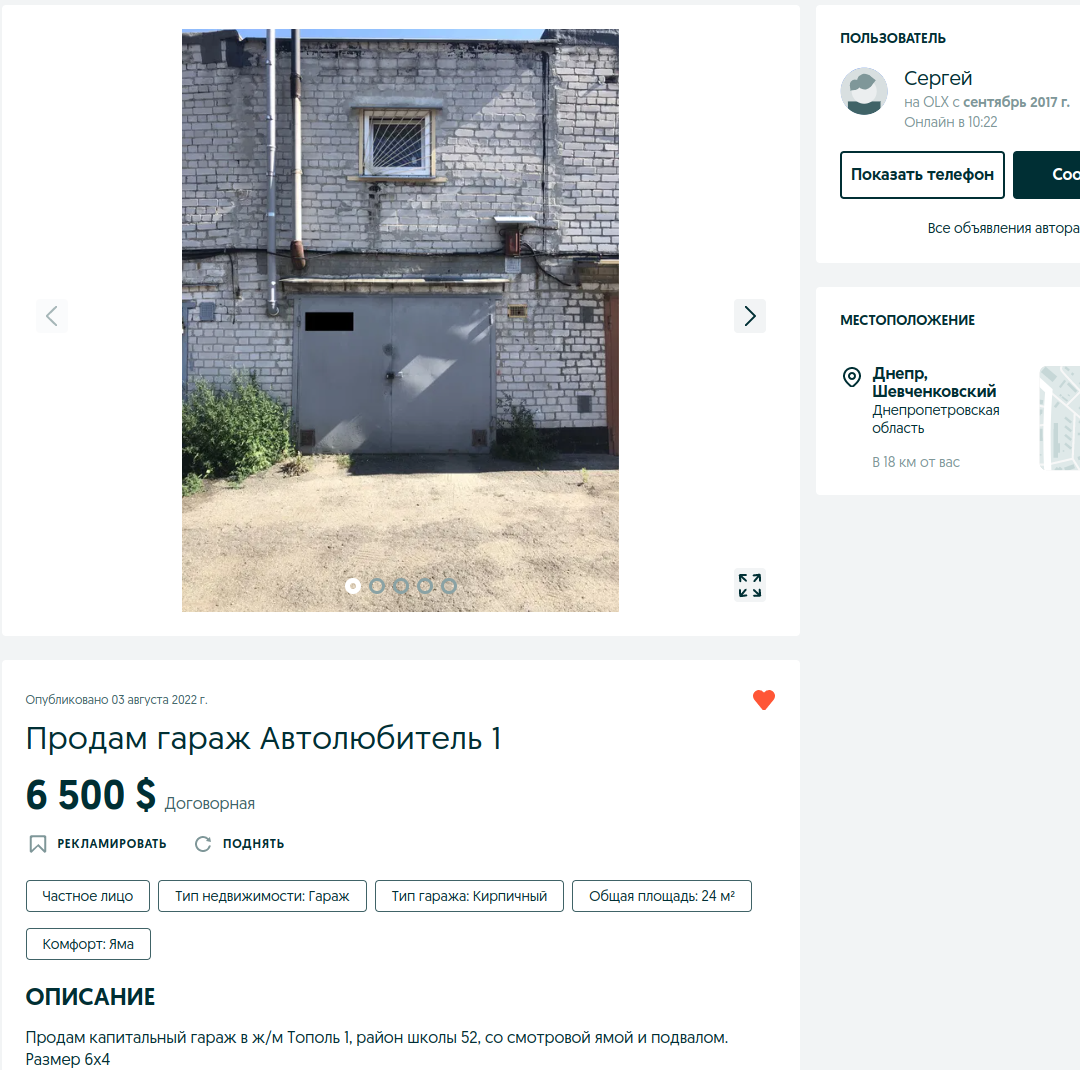 ПОЛЬЗОВАТЕЛЬ
Сергей
на OLX с сентябрь 2017 г.
Онлайн в 10:22
Показать телефон
Соо
Все объявления автора
МЕСТОПОЛОЖЕНИЕ
Днепр,
Шевченковский
Днепропетровская
область
В 18 км от вас
Опубликовано 03 августа 2022 г.
Продам гараж Автолюбитель 1
6 500 $ Договорная
РЕКЛАМИРОВАТЬ ПОДНЯТЬ
Частное лицо Тип недвижимости: Гараж Тип гаража: Кирпичный Общая площадь: 24 м²
Комфорт: Яма
ОПИСАНИЕ
Продам капитальный гараж в ж/м Тополь 1, район школы 52, со смотровой ямой и подвалом.
Размер 6х4